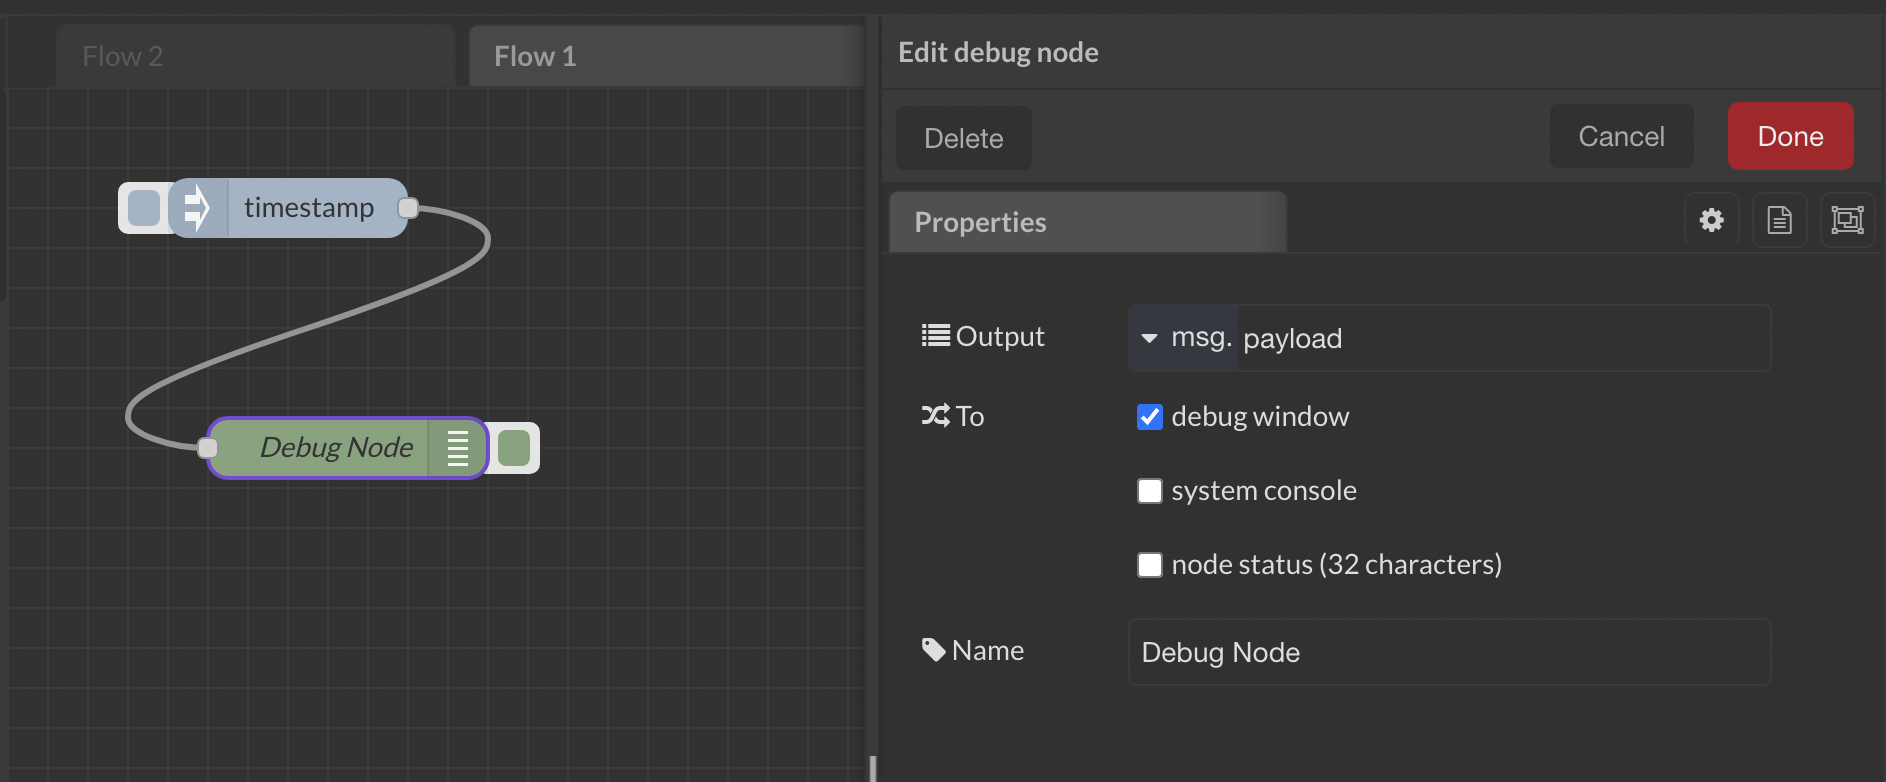 Flow 2
Flow 1
timestamp
Debug Node
Edit debug node
Delete
Cancel
Done
Properties
Output
msg. payload
To
debug window
system console
node status (32 characters)
Name
Debug Node